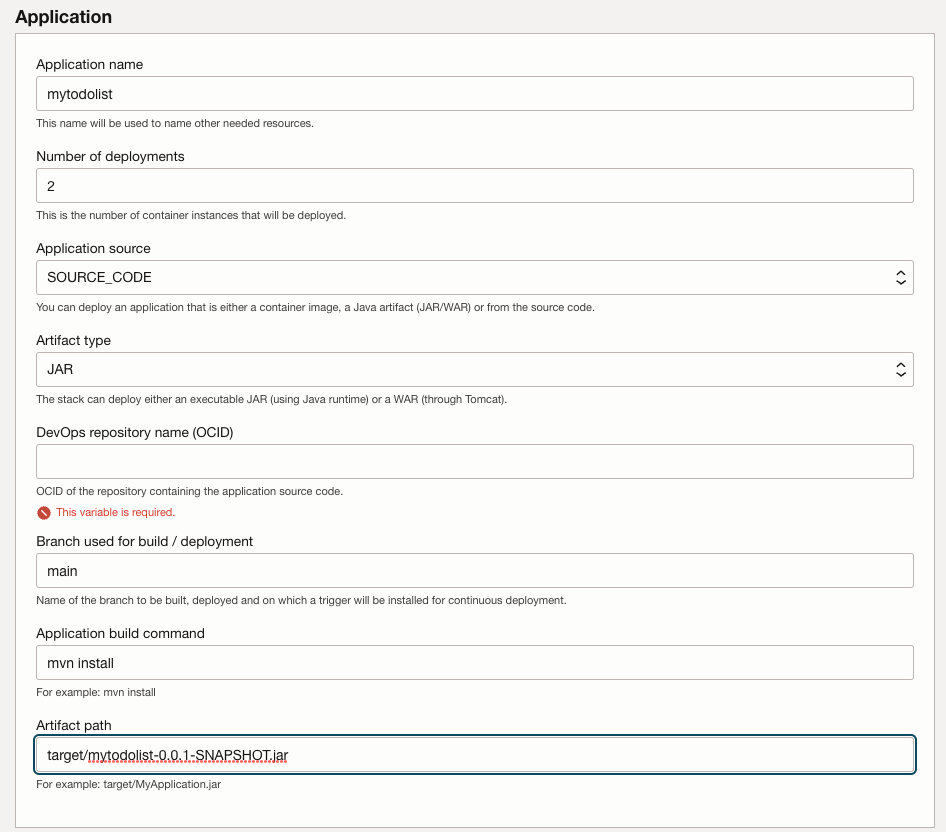 Application
Application name
mytodolist
This name will be used to name other needed resources.
Number of deployments
2
This is the number of container instances that will be deployed.
Application source
SOURCE_CODE
You can deploy an application that is either a container image, a Java artifact (JAR/WAR) or from the source code.
Artifact type
JAR
The stack can deploy either an executable JAR (using Java runtime) or a WAR (through Tomcat).
DevOps repository name (OCID)
OCID of the repository containing the application source code.
This variable is required.
Branch used for build / deployment
main
Name of the branch to be built, deployed and on which a trigger will be installed for continuous deployment.
Application build command
mvn install
For example: mvn install
Artifact path
target/mytodolist-0.0.1-SNAPSHOT.jar
For example: target/MyApplication.jar